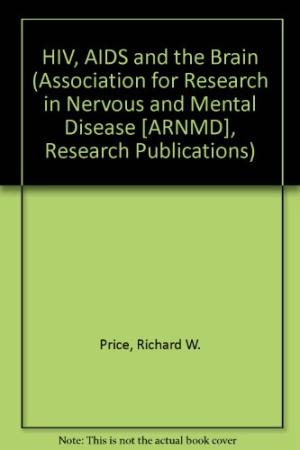 HIV, AIDS and the Brain
(Association for Research
in Nervous and Mental
Disease [ARNMD],
Research Publications)
Price, Richard W.
Note: This is not the actual book cover